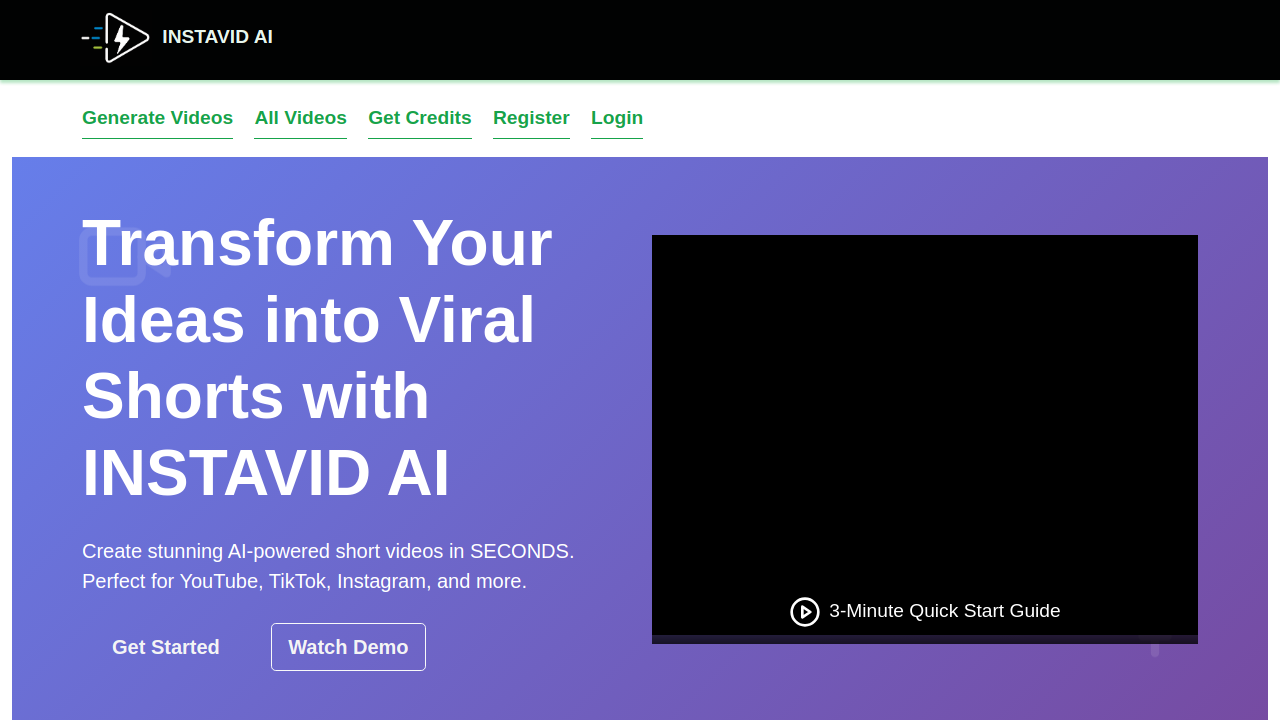 INSTAVID AI
Generate Videos All Videos Get Credits Register Login
Transform Your
Ideas into Viral
Shorts with
INSTAVID AI
Create stunning AI-powered short videos in SECONDS.
Perfect for YouTube, TikTok, Instagram, and more.
Get Started Watch Demo
3-Minute Quick Start Guide